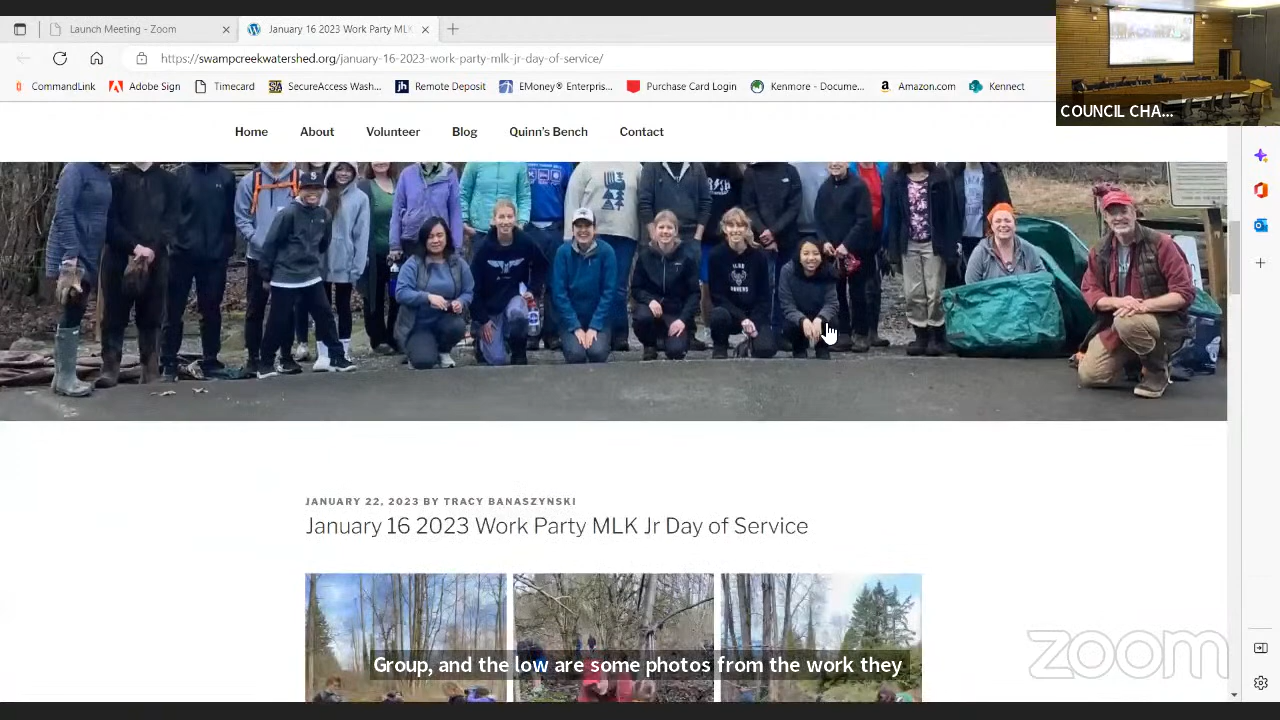 Launch Meeting - Zoom
January 16 2023 Work Party MLK J
https://swampcreekwatershed.org/january-16-2023-work-party-mlk-jr-day-of-service/
CommandLink
Adobe Sign
Timecard
SecureAccess Was...
Remote Deposit
EMoney® Enterpris...
Purchase Card Login
Kenmore - Docume...
Amazon.com
Kennect
COUNCIL CHA...
Home
About
Volunteer
Blog
Quinn's Bench
Contact
JANUARY 22, 2023 BY TRACY BANASZYNSKI
January 16 2023 Work Party MLK Jr Day of Service
Group, and the low are some photos from the work they
zoom